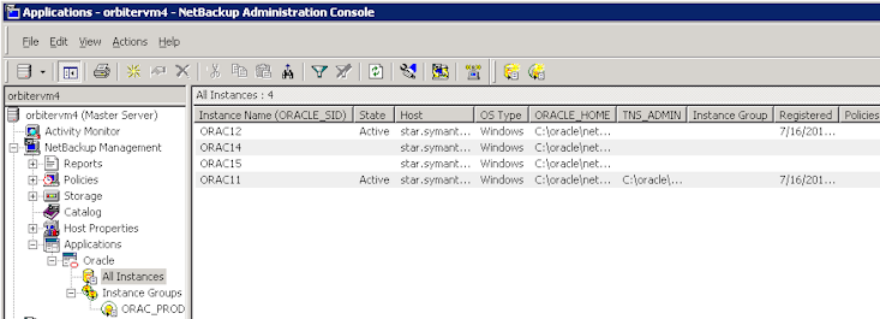 Applications - orbitervm4 - NetBackup Administration Console
File Edit View Actions Help
orbitervm4
All Instances : 4
orbitervm4 (Master Server)
Activity Monitor
NetBackup Management
Reports
Policies
Storage
Catalog
Host Properties
Applications
Oracle
All Instances
Instance Groups
ORAC_PROD
Instance Name (ORACLE_SID) State Host OS Type ORACLE_HOME TNS_ADMIN Instance Group Registered Policies
ORAC12 Active star.symant... Windows C:\oracle\net... 7/16/201...
ORAC14 star.symant... Windows C:\oracle\net...
ORAC15 star.symant... Windows C:\oracle\net...
ORAC11 Active star.symant... Windows C:\oracle\net... C:\oracle\... 7/16/201...